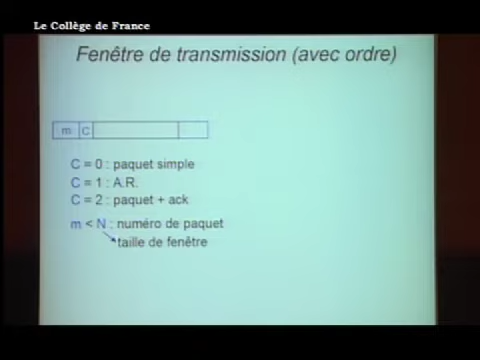 Le Collège de France
Fenêtre de transmission (avec ordre)
m C
C = 0 : paquet simple
C = 1 : A.R.
C = 2 : paquet + ack
m < N : numéro de paquet
taille de fenêtre